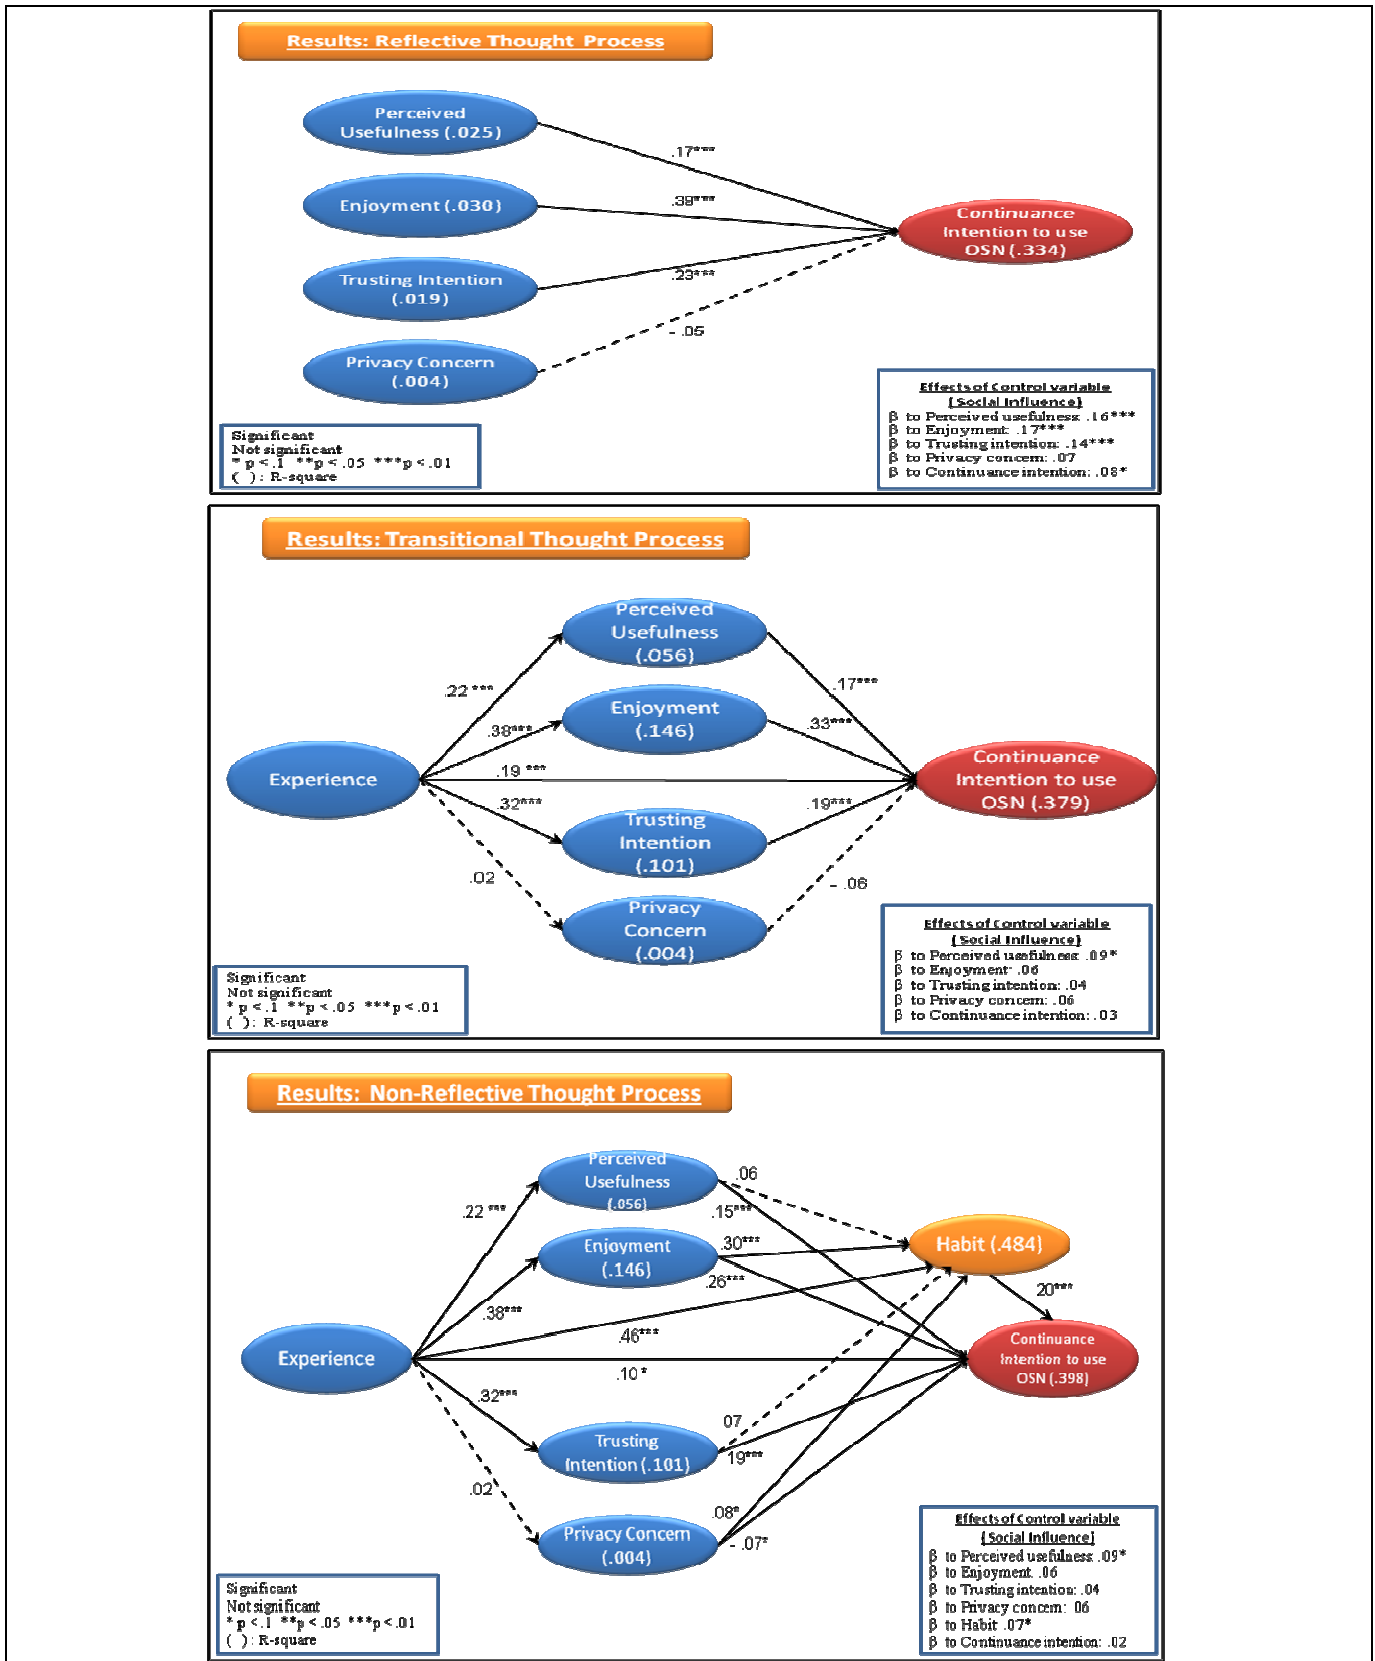 Results: Reflective Thought Process
Perceived
Usefulness (.025)
Enjoyment (.030)
Trusting Intention
(.019)
Privacy Concern
(.004)
.17***
.39***
.23***
- .05
Continuance
Intention to use
OSN (.334)
Significant
Not significant
* p <.1 **p <.05 ***p <.01
( ): R-square
Effects of Control variable
(Social Influence)
β to Perceived usefulness: .16***
β to Enjoyment: .17***
β to Trusting intention: .14***
β to Privacy concern: .07
β to Continuance intention: .08*
Results: Transitional Thought Process
Experience
Perceived
Usefulness
(.056)
Enjoyment
(.146)
Trusting
Intention
(.101)
Privacy
Concern
(.004)
.22 ***
.38***
.19 ***
.32***
.02
.17***
.33***
.19***
- .06
Continuance
Intention to use
OSN (.379)
Significant
Not significant
* p <.1 **p <.05 ***p <.01
( ): R-square
Effects of Control variable
(Social Influence)
β to Perceived usefulness: .09*
β to Enjoyment: .06
β to Trusting intention: .04
β to Privacy concern: .06
β to Continuance intention: .03
Results: Non-Reflective Thought Process
Experience
Perceived
Usefulness
(.056)
Enjoyment
(.146)
Trusting
Intention (.101)
Privacy Concern
(.004)
.22 ***
.38***
.46***
.10 *
.32***
.02
.06
.15***
.30***
.26***
07
19***
.08*
- .07*
Habit (.484)
20***
Continuance
Intention to use
OSN (.398)
Significant
Not significant
* p <.1 **p <.05 ***p <.01
( ): R-square
Effects of Control variable
(Social Influence)
β to Perceived usefulness .09*
β to Enjoyment .06
β to Trusting intention: .04
β to Privacy concern: 06
β to Habit .07*
β to Continuance intention: .02